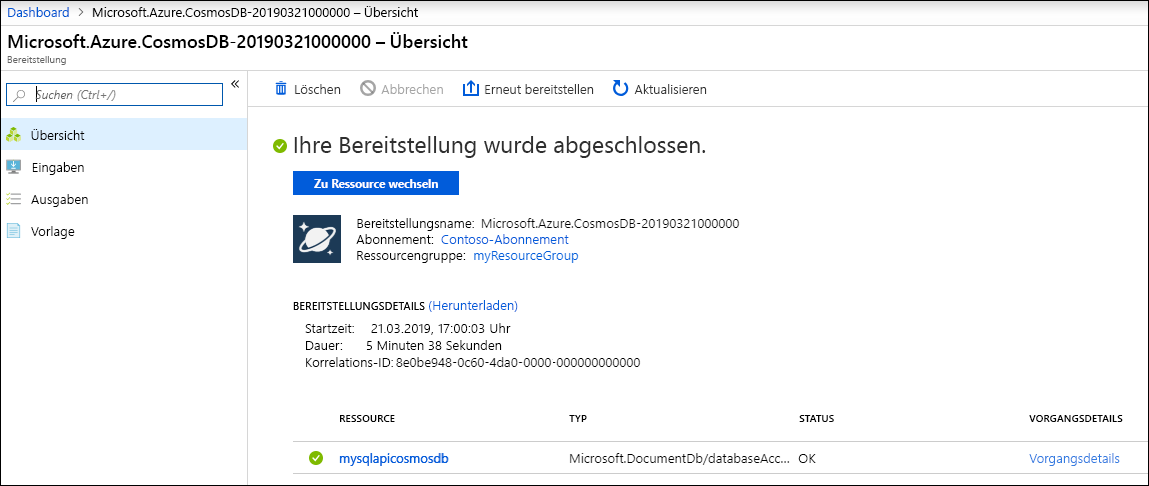 Dashboard > Microsoft.Azure.CosmosDB-20190321000000 – Übersicht
Microsoft.Azure.CosmosDB-20190321000000 – Übersicht
Bereitstellung
Suchen (Ctrl+/)
«
Übersicht
Eingaben
Ausgaben
Vorlage
Löschen Abbrechen Erneut bereitstellen Aktualisieren
Ihre Bereitstellung wurde abgeschlossen.
Zu Ressource wechseln
Bereitstellungsname: Microsoft.Azure.CosmosDB-20190321000000
Abonnement: Contoso-Abonnement
Ressourcengruppe: myResourceGroup
BEREITSTELLUNGSDETAILS (Herunterladen)
Startzeit: 21.03.2019, 17:00:03 Uhr
Dauer: 5 Minuten 38 Sekunden
Korrelations-ID: 8e0be948-0c60-4da0-0000-000000000000
RESSOURCE TYP STATUS VORGANGSDETAILS
mysqlapicosmosdb Microsoft.DocumentDb/databaseAcc... OK Vorgangsdetails